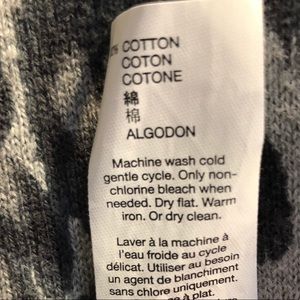 % COTTON
COTON
COTONE
綿
棉
ALGODON
Machine wash cold
gentle cycle. Only non-
chlorine bleach when
needed. Dry flat. Warm
iron. Or dry clean.
Laver à la machine à
l'eau froide au cycle
délicat. Utiliser au besoin
un agent de blanchiment
sans chlore uniquement.
à plat.